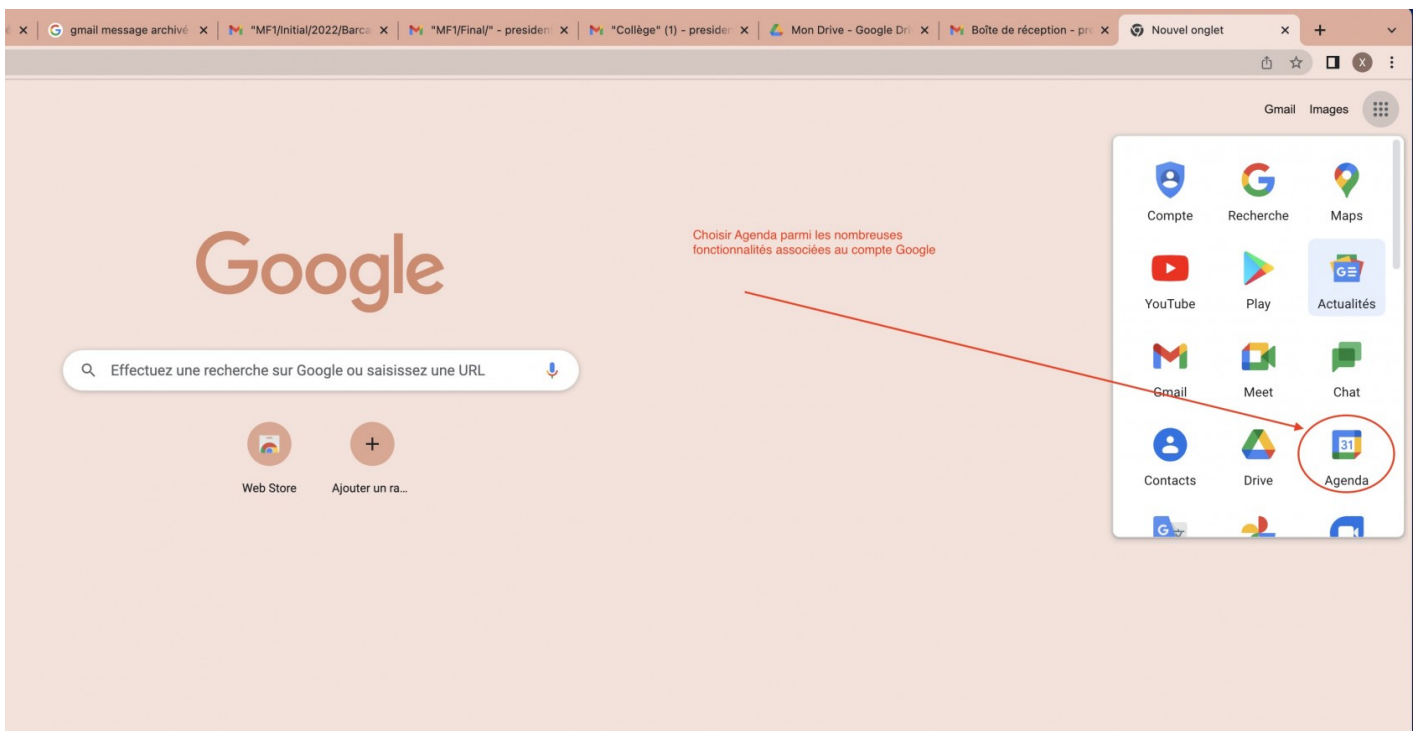 gmail message archivé
"MF1/Initial/2022/Barca
"MF1/Final/" - president
"Collège" (1) - presiden
Mon Drive - Google Dri
Boîte de réception - pre
Nouvel onglet
X
Gmail Images
Compte Recherche Maps
Choisir Agenda parmi les nombreuses
fonctionnalités associées au compte Google
Google
YouTube Play Actualités
Effectuez une recherche sur Google ou saisissez une URL
Gmail Meet Chat
31
Web Store Ajouter un ra...
Contacts Drive Agenda